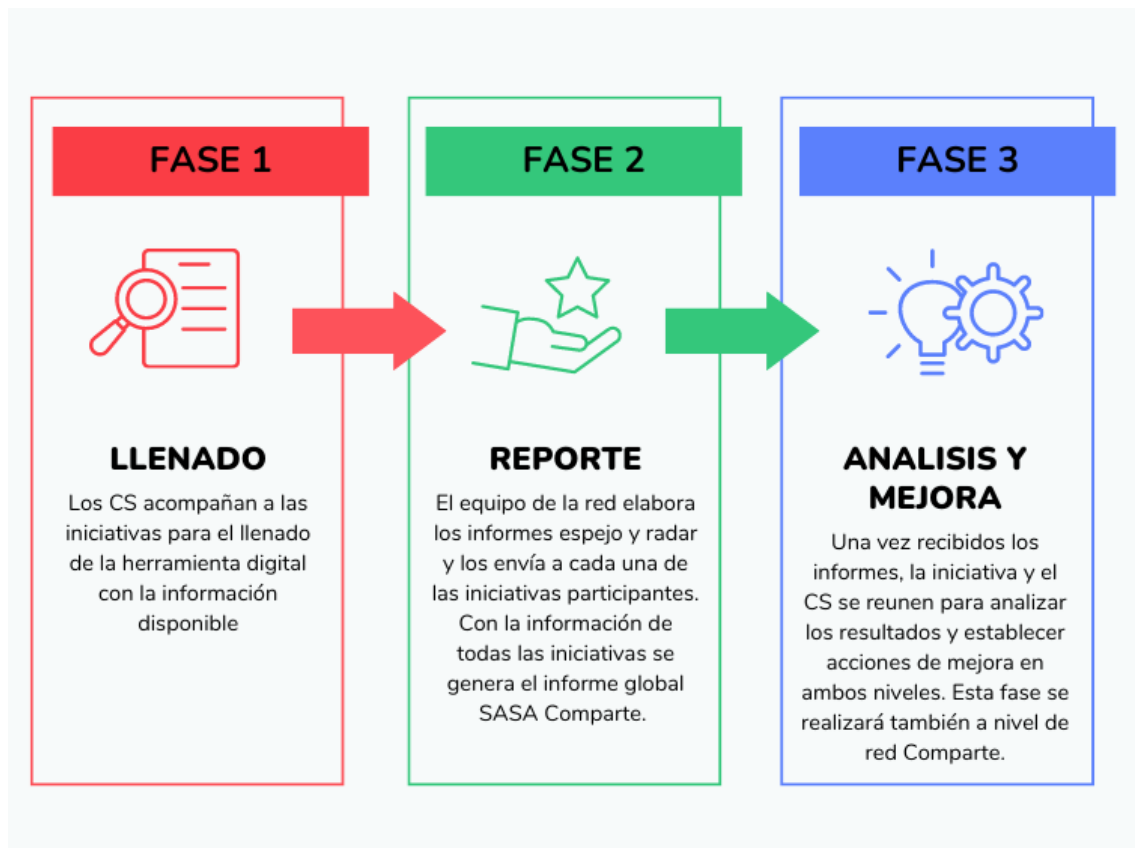 FASE 1
LLENADO
Los CS acompañan a las
iniciativas para el llenado
de la herramienta digital
con la información
disponible
FASE 2
REPORTE
El equipo de la red elabora
los informes espejo y radar
y los envía a cada una de
las iniciativas participantes.
Con la información de
todas las iniciativas se
genera el informe global
SASA Comparte.
FASE 3
ANALISIS Y
MEJORA
Una vez recibidos los
informes, la iniciativa y el
CS se reunen para analizar
los resultados y establecer
acciones de mejora en
ambos niveles. Esta fase se
realizará también a nivel de
red Comparte.